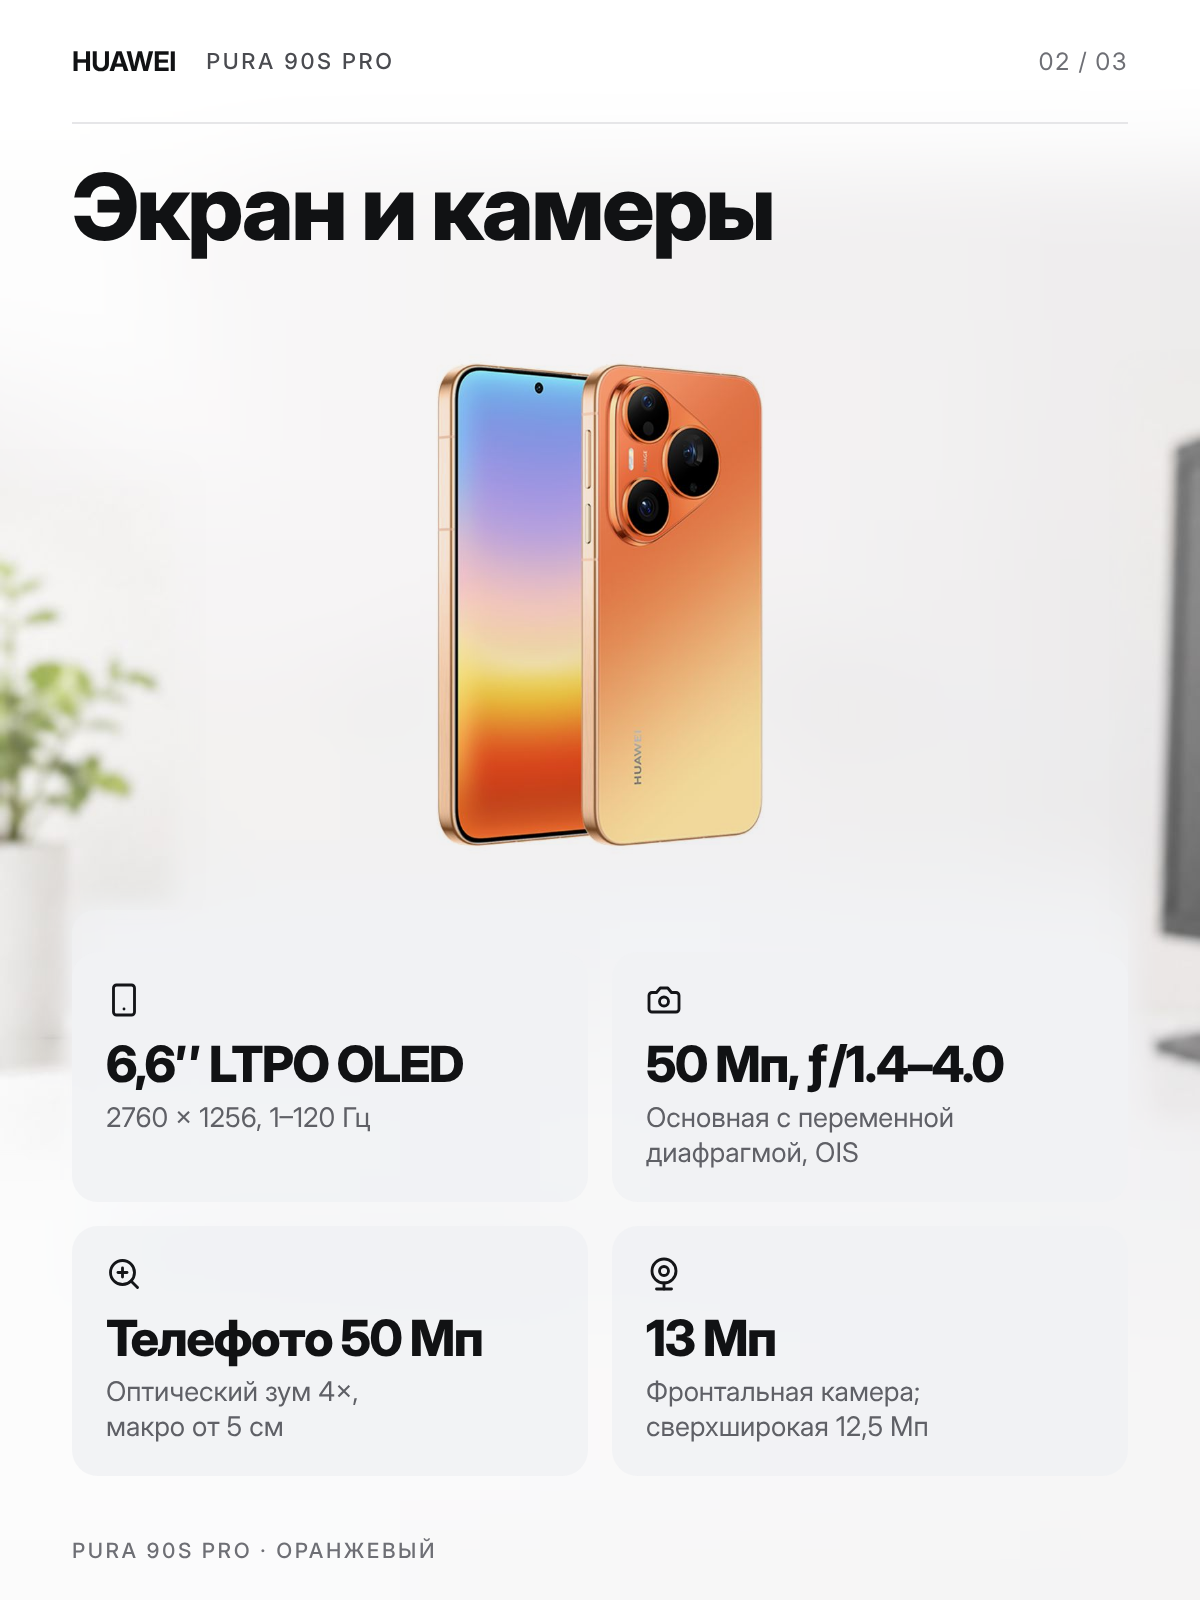 HUAWEI PURA 90S PRO 02 / 03
Экран и камеры
HUAWEI
6,6″ LTPO OLED
2760 × 1256, 1–120 Гц
50 Мп, ƒ/1.4–4.0
Основная с переменной
диафрагмой, OIS
Телефото 50 Мп
Оптический зум 4×,
макро от 5 см
13 Мп
Фронтальная камера;
сверхширокая 12,5 Мп
PURA 90S PRO · ОРАНЖЕВЫЙ